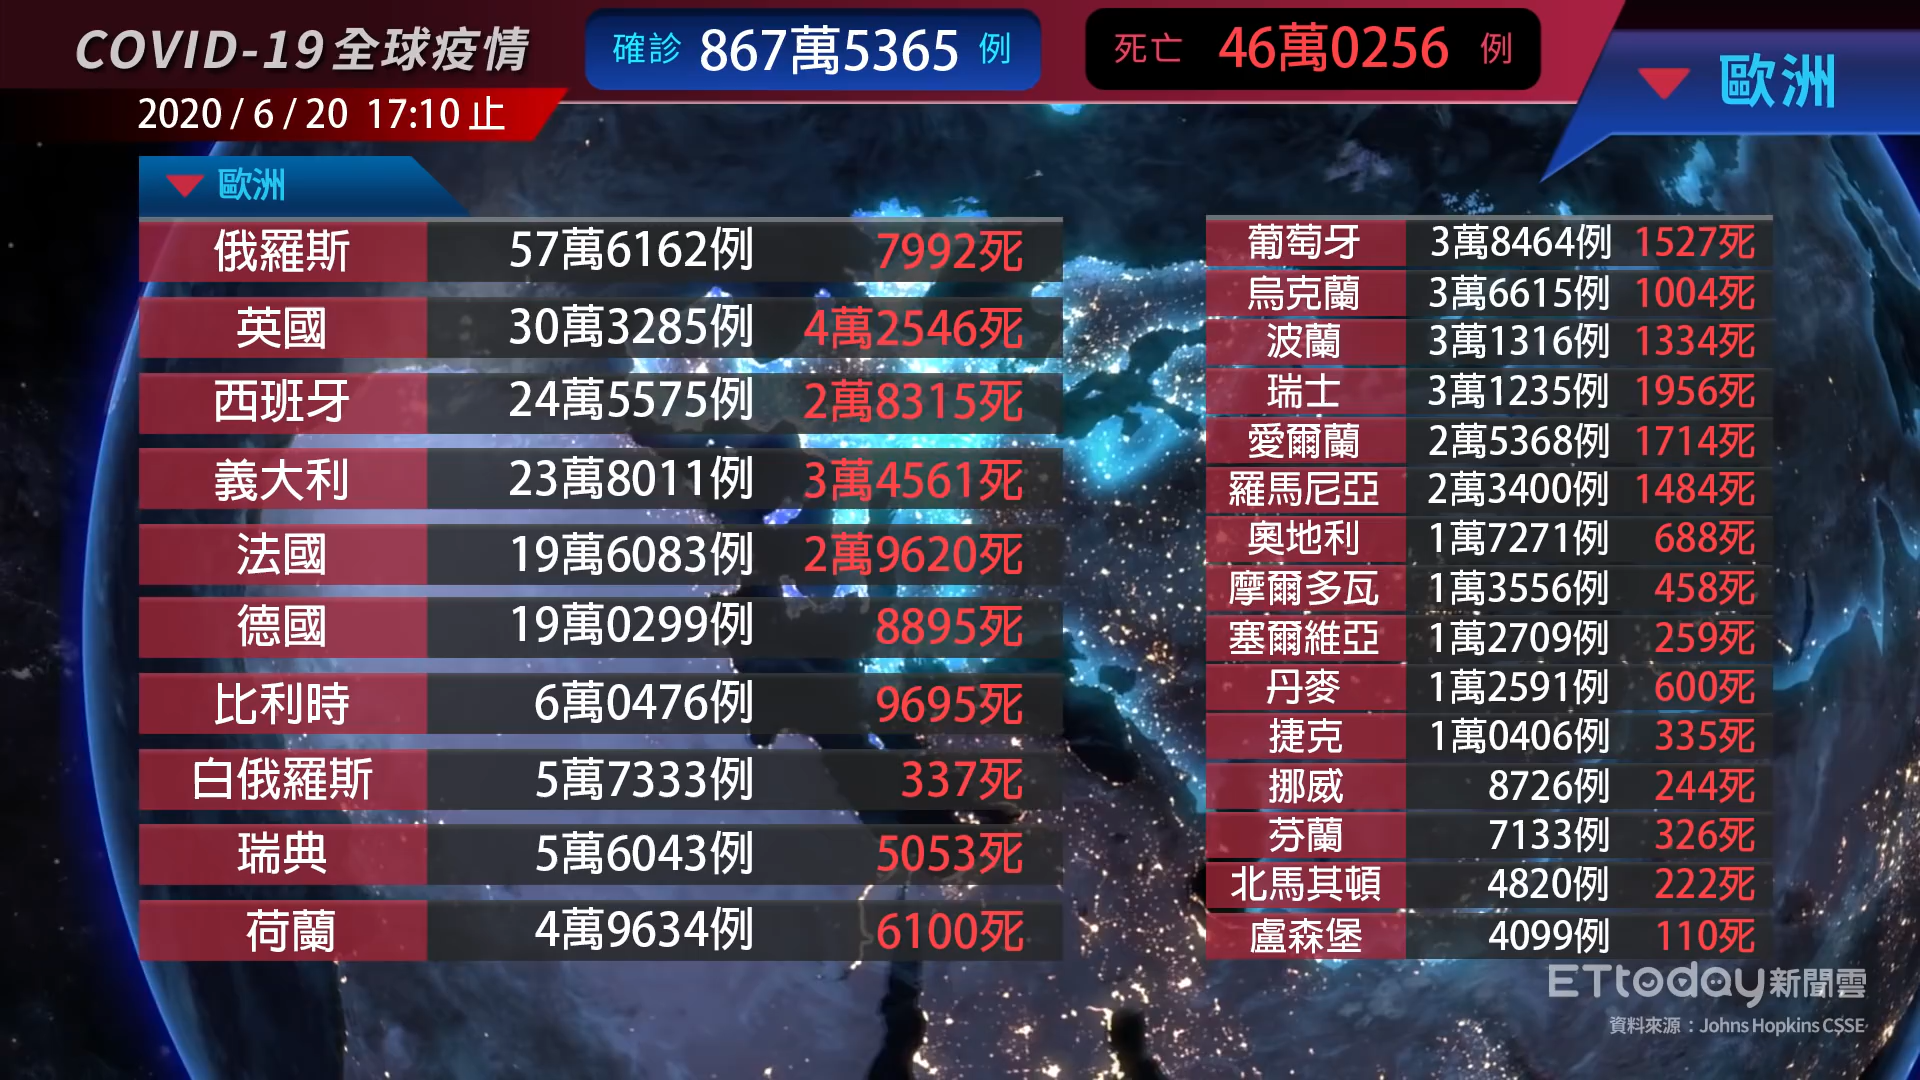 COVID-19全球疫情
確診 867萬5365 例
死亡 46萬0256 例
歐洲
2020 / 6 / 20 17:10 止
歐洲
俄羅斯 57萬6162例 7992死
英國 30萬3285例 4萬2546死
西班牙 24萬5575例 2萬8315死
義大利 23萬8011例 3萬4561死
法國 19萬6083例 2萬9620死
德國 19萬0299例 8895死
比利時 6萬0476例 9695死
白俄羅斯 5萬7333例 337死
瑞典 5萬6043例 5053死
荷蘭 4萬9634例 6100死
葡萄牙 3萬8464例 1527死
烏克蘭 3萬6615例 1004死
波蘭 3萬1316例 1334死
瑞士 3萬1235例 1956死
愛爾蘭 2萬5368例 1714死
羅馬尼亞 2萬3400例 1484死
奧地利 1萬7271例 688死
摩爾多瓦 1萬3556例 458死
塞爾維亞 1萬2709例 259死
丹麥 1萬2591例 600死
捷克 1萬0406例 335死
挪威 8726例 244死
芬蘭 7133例 326死
北馬其頓 4820例 222死
盧森堡 4099例 110死
ETtoday新聞雲
資料來源：Johns Hopkins CSSE